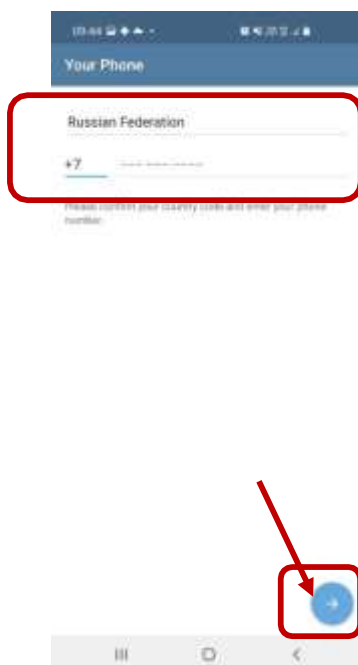 Your Phone
Russian Federation
+7 --- --- ----
Please confirm your country code and enter your phone
number.